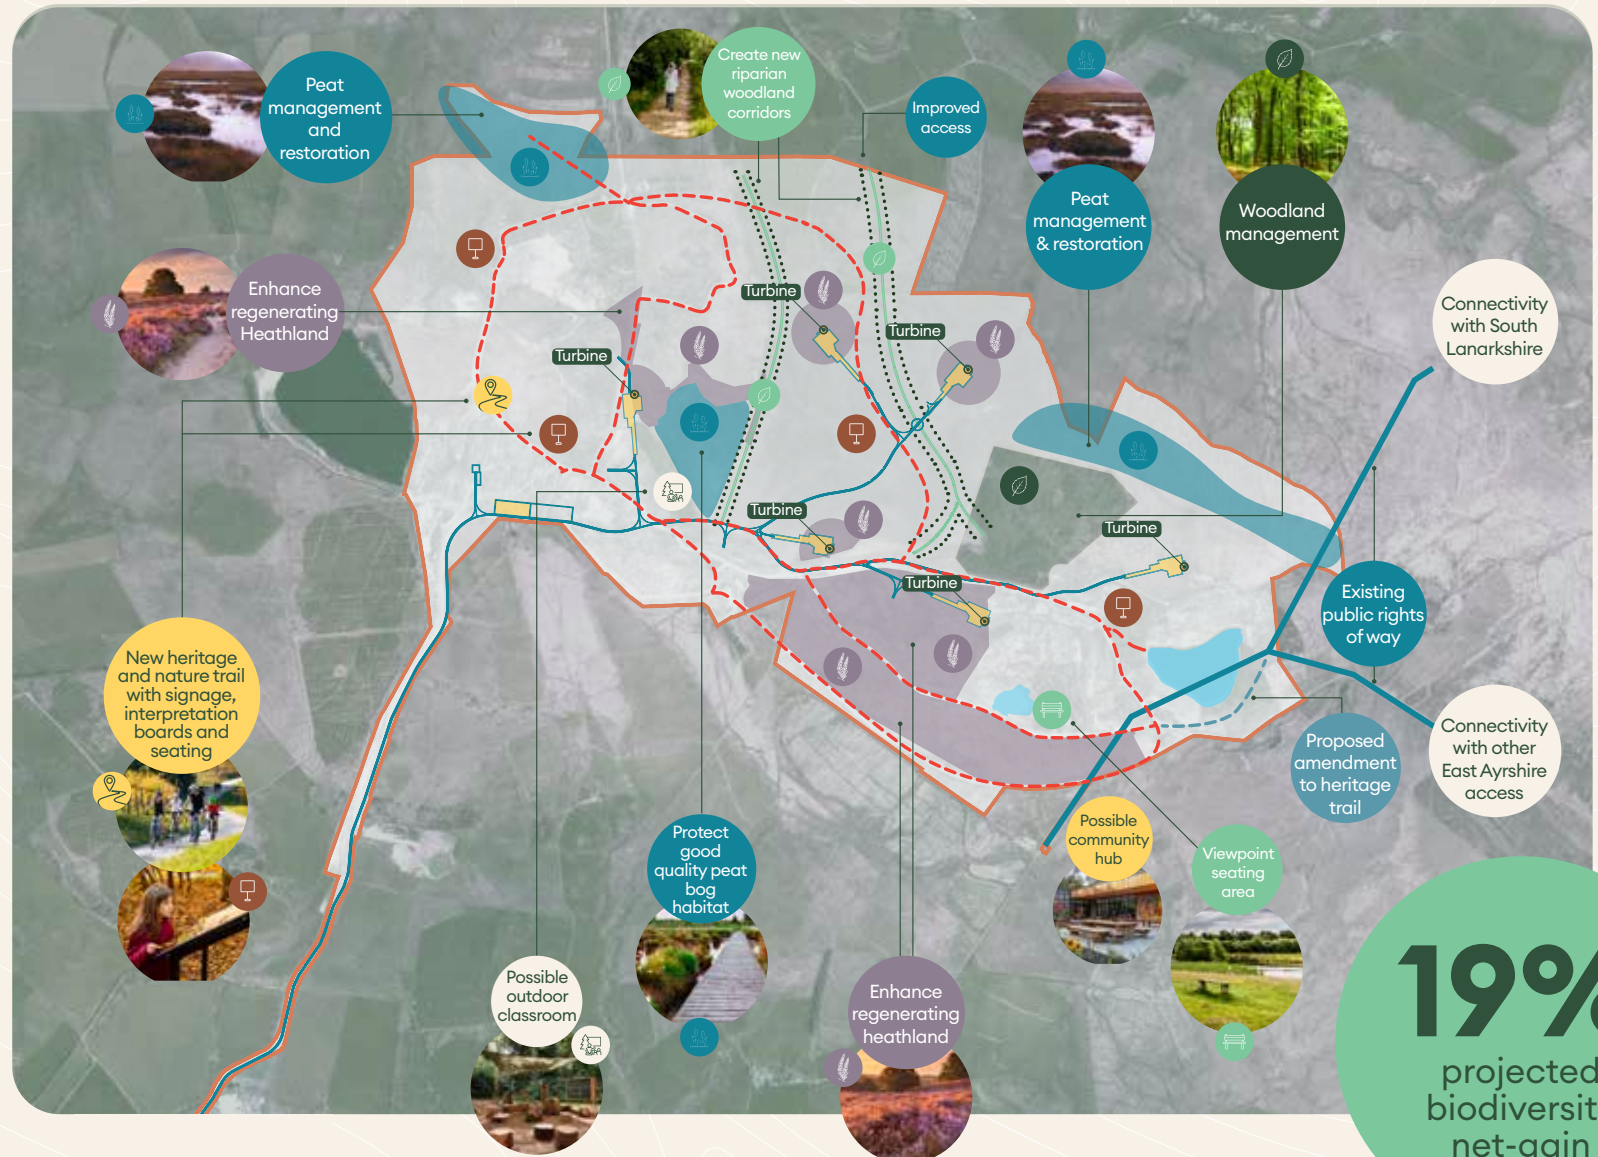 Peat
management
and
restoration
Create new
riparian
woodland
corridors
Improved
access
Peat
management
& restoration
Woodland
management
Enhance
regenerating
Heathland
Connectivity
with South
Lanarkshire
Turbine
Turbine
Turbine
Turbine
Turbine
Turbine
Existing
public rights
of way
New heritage
and nature trail
with signage,
interpretation
boards and
seating
Proposed
amendment
to heritage
trail
Connectivity
with other
East Ayrshire
access
Protect
good
quality peat
bog
habitat
Possible
community
hub
Viewpoint
seating
area
Possible
outdoor
classroom
Enhance
regenerating
heathland
19%
projected
biodiversit
net-gain